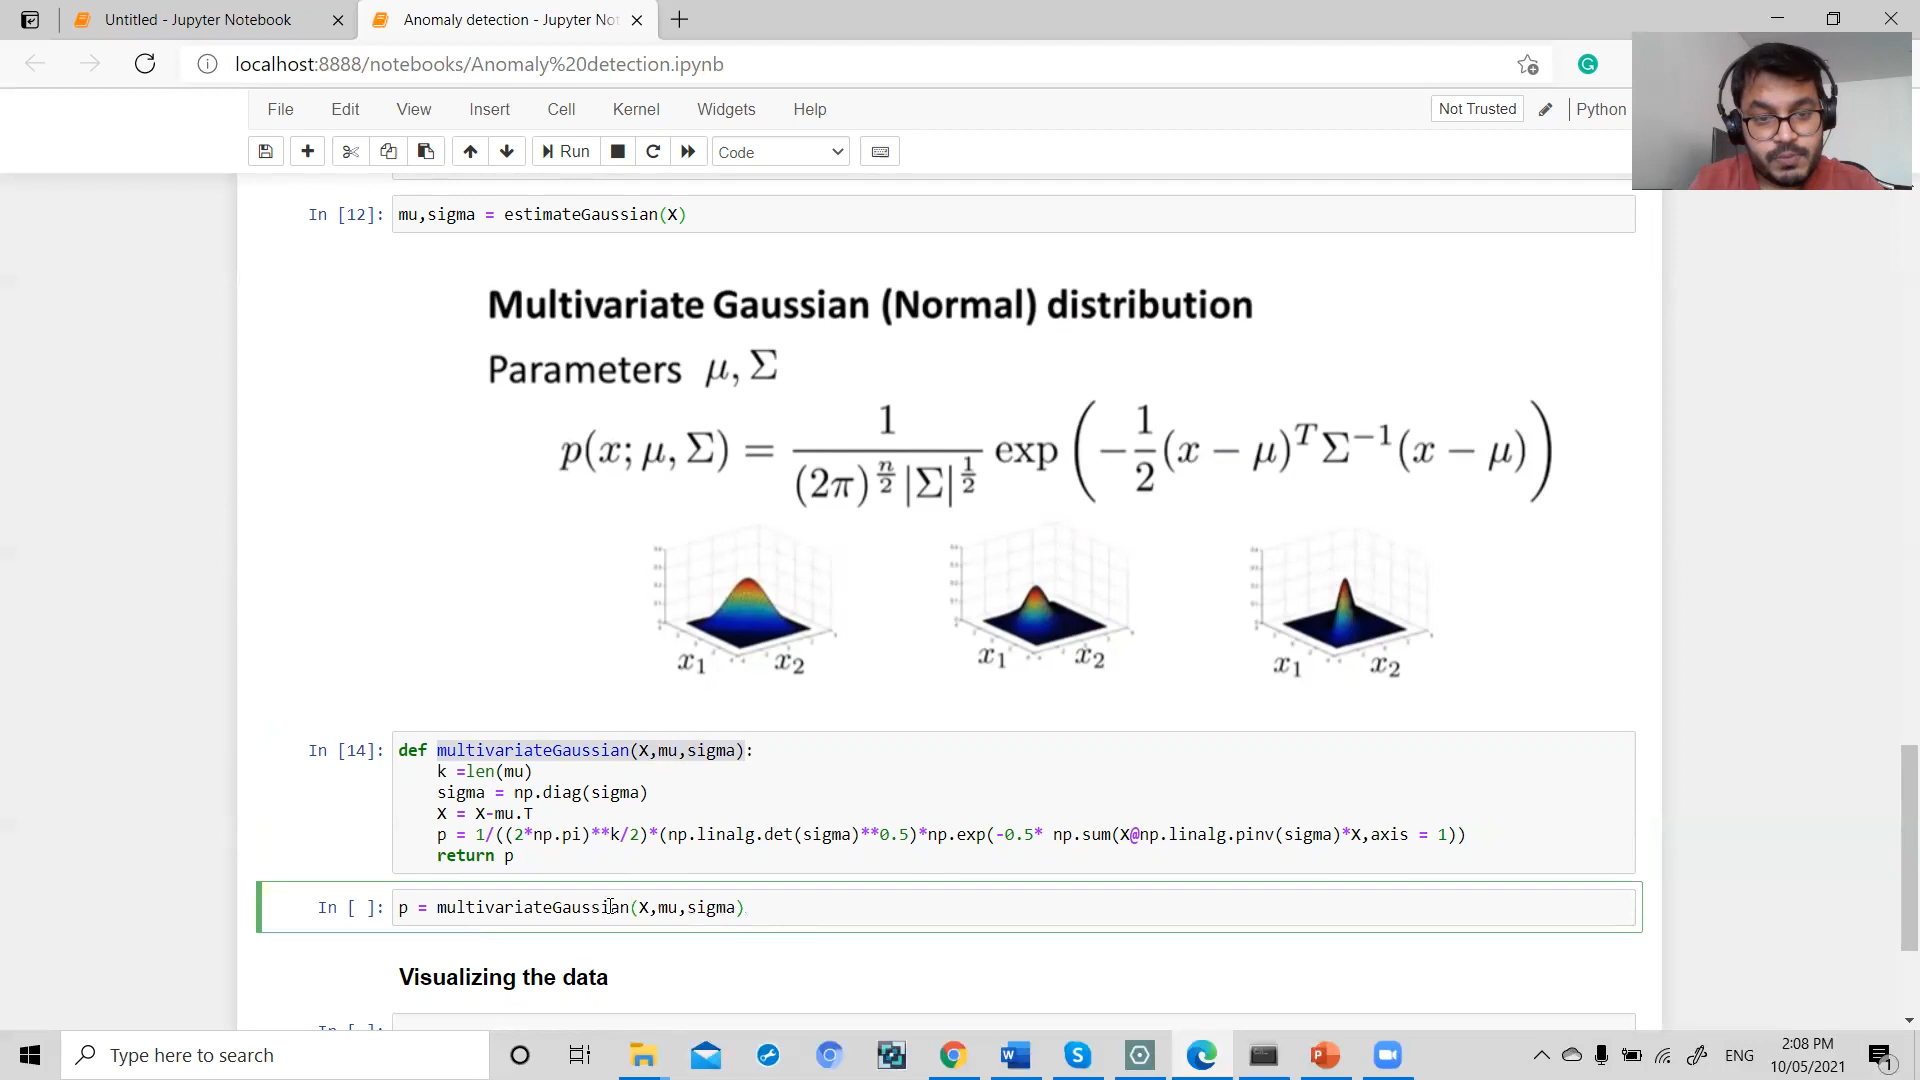 Untitled - Jupyter Notebook
Anomaly detection - Jupyter Not
localhost:8888/notebooks/Anomaly%20detection.ipynb
File Edit View Insert Cell Kernel Widgets Help
Not Trusted
Python
Run
Code
In [12]: mu,sigma = estimateGaussian(X)
Multivariate Gaussian (Normal) distribution
Parameters μ, Σ
p(x; μ, Σ) = 1 / ((2π)^{n/2} |Σ|^{1/2}) exp(−1/2 (x − μ)^T Σ^{−1} (x − μ))
x₁ x₂ x₁ x₂ x₁ x₂
In [14]: def multivariateGaussian(X,mu,sigma):
k =len(mu)
sigma = np.diag(sigma)
X = X-mu.T
p = 1/((2*np.pi)**k/2)*(np.linalg.det(sigma)**0.5)*np.exp(-0.5* np.sum(X@np.linalg.pinv(sigma)*X,axis = 1))
return p
In [ ]: p = multivariateGaussian(X,mu,sigma)
Visualizing the data
In [ ]:
Type here to search
ENG
2:08 PM
10/05/2021
1